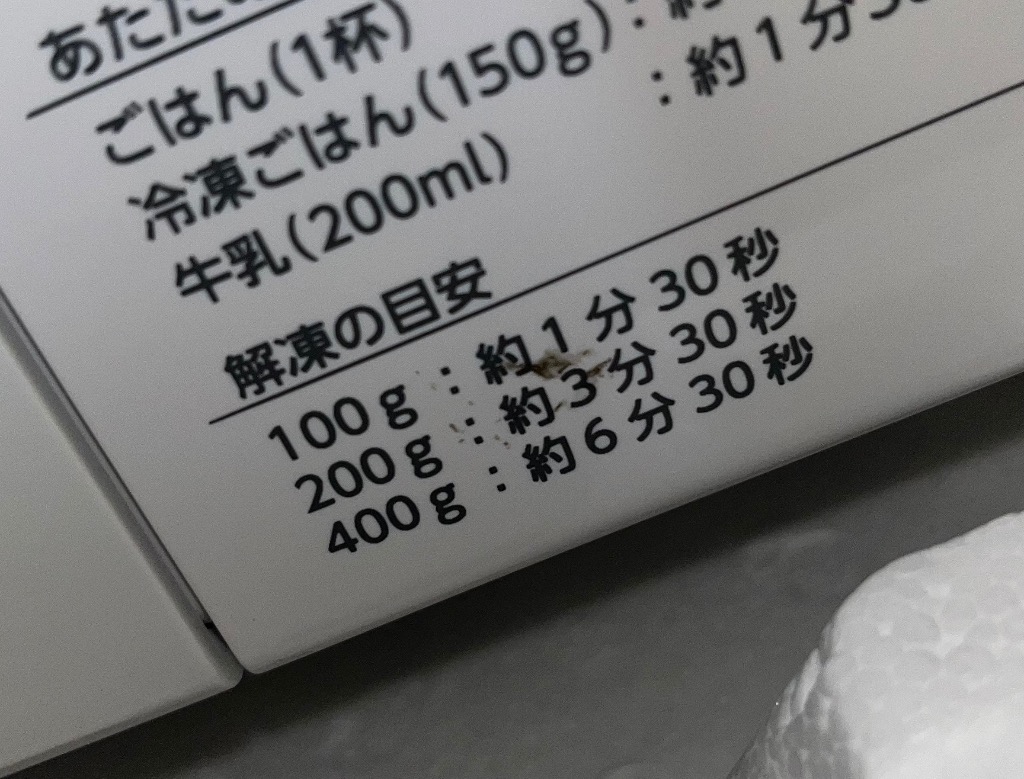 あたため
ごはん(1杯)
冷凍ごはん(150g):約
牛乳(200ml) :約1分
解凍の目安
100g:約1分30秒
200g:約3分30秒
400g:約6分30秒